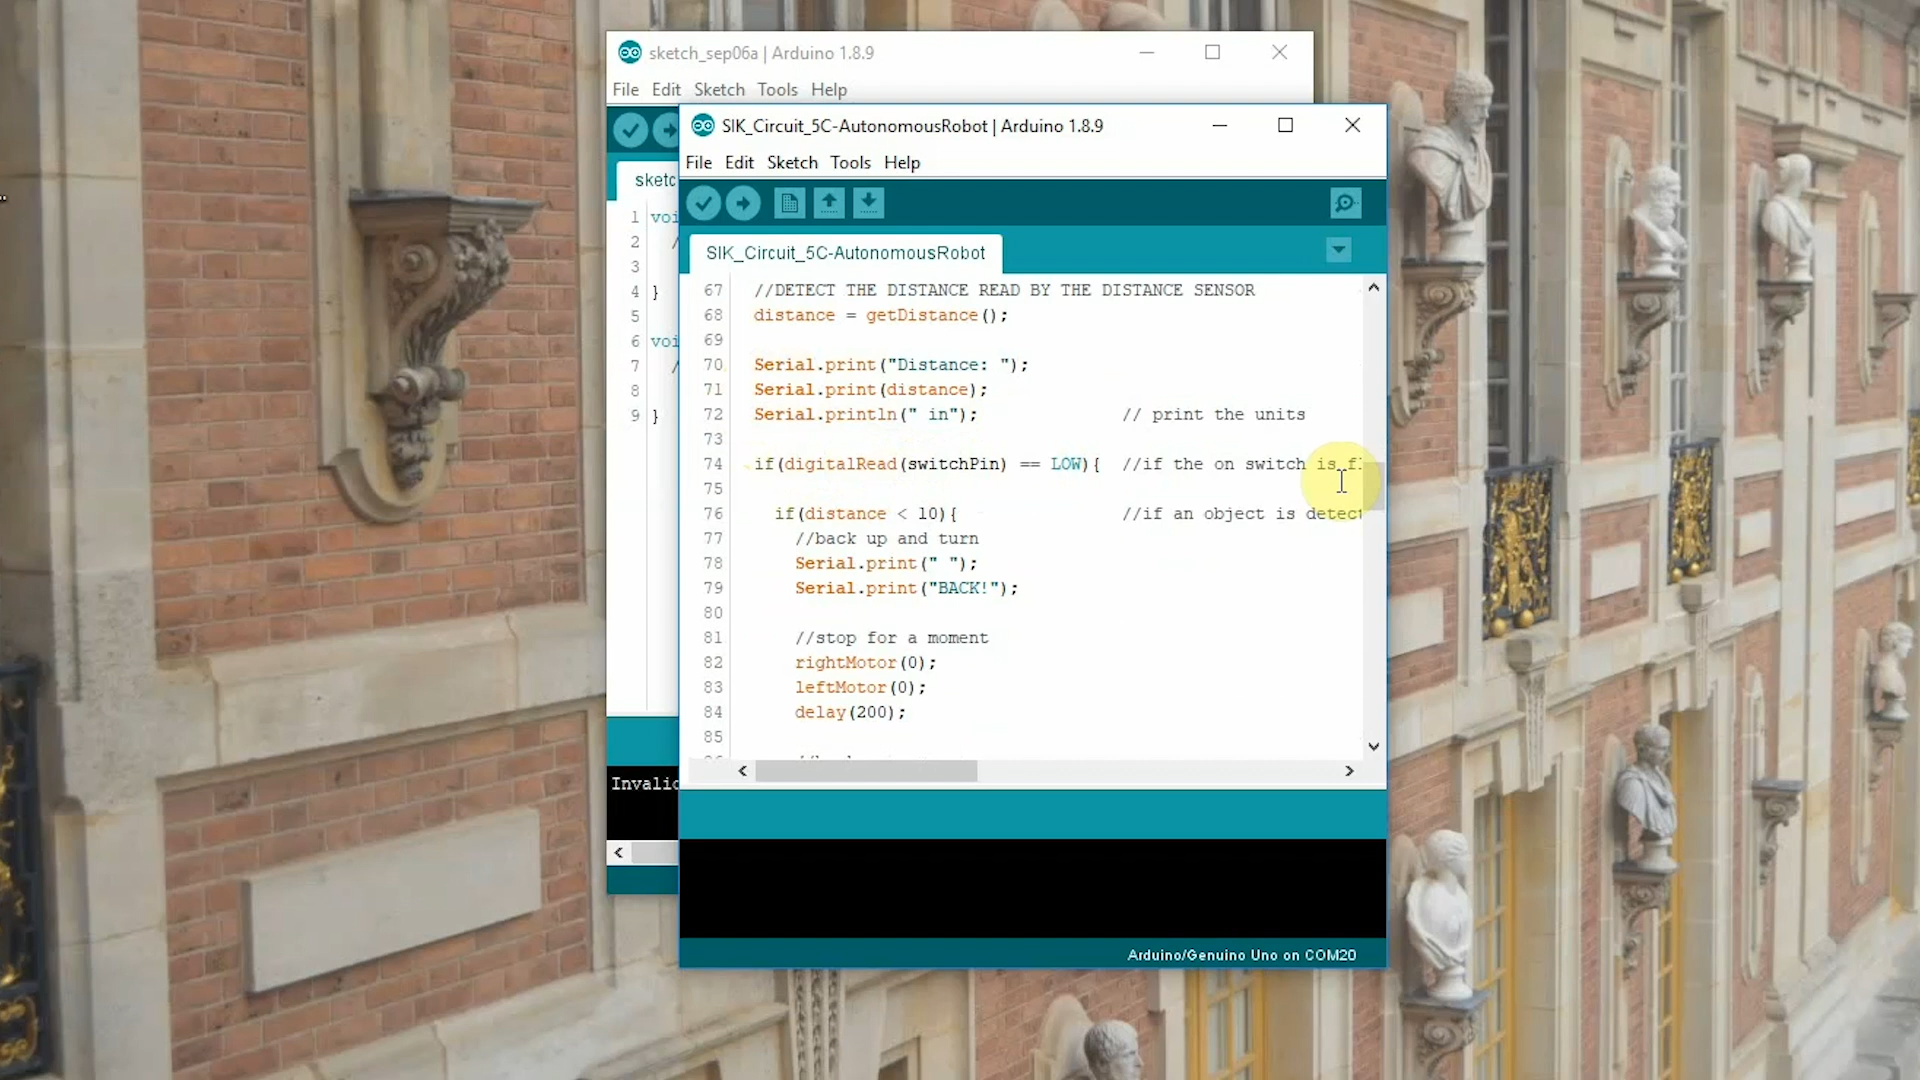 sketch_sep06a | Arduino 1.8.9
File Edit Sketch Tools Help
SIK_Circuit_5C-AutonomousRobot | Arduino 1.8.9
File Edit Sketch Tools Help
sketc
SIK_Circuit_5C-AutonomousRobot
1 voi
2 /
3
4 }
5
6 voi
7 /
8
9 }
Invalid
67 //DETECT THE DISTANCE READ BY THE DISTANCE SENSOR
68 distance = getDistance();
69
70 Serial.print("Distance: ");
71 Serial.print(distance);
72 Serial.println(" in"); // print the units
73
74 if(digitalRead(switchPin) == LOW){ //if the on switch is f
75
76 if(distance < 10){ //if an object is detect
77 //back up and turn
78 Serial.print(" ");
79 Serial.print("BACK!");
80
81 //stop for a moment
82 rightMotor(0);
83 leftMotor(0);
84 delay(200);
85
Arduino/Genuino Uno on COM20